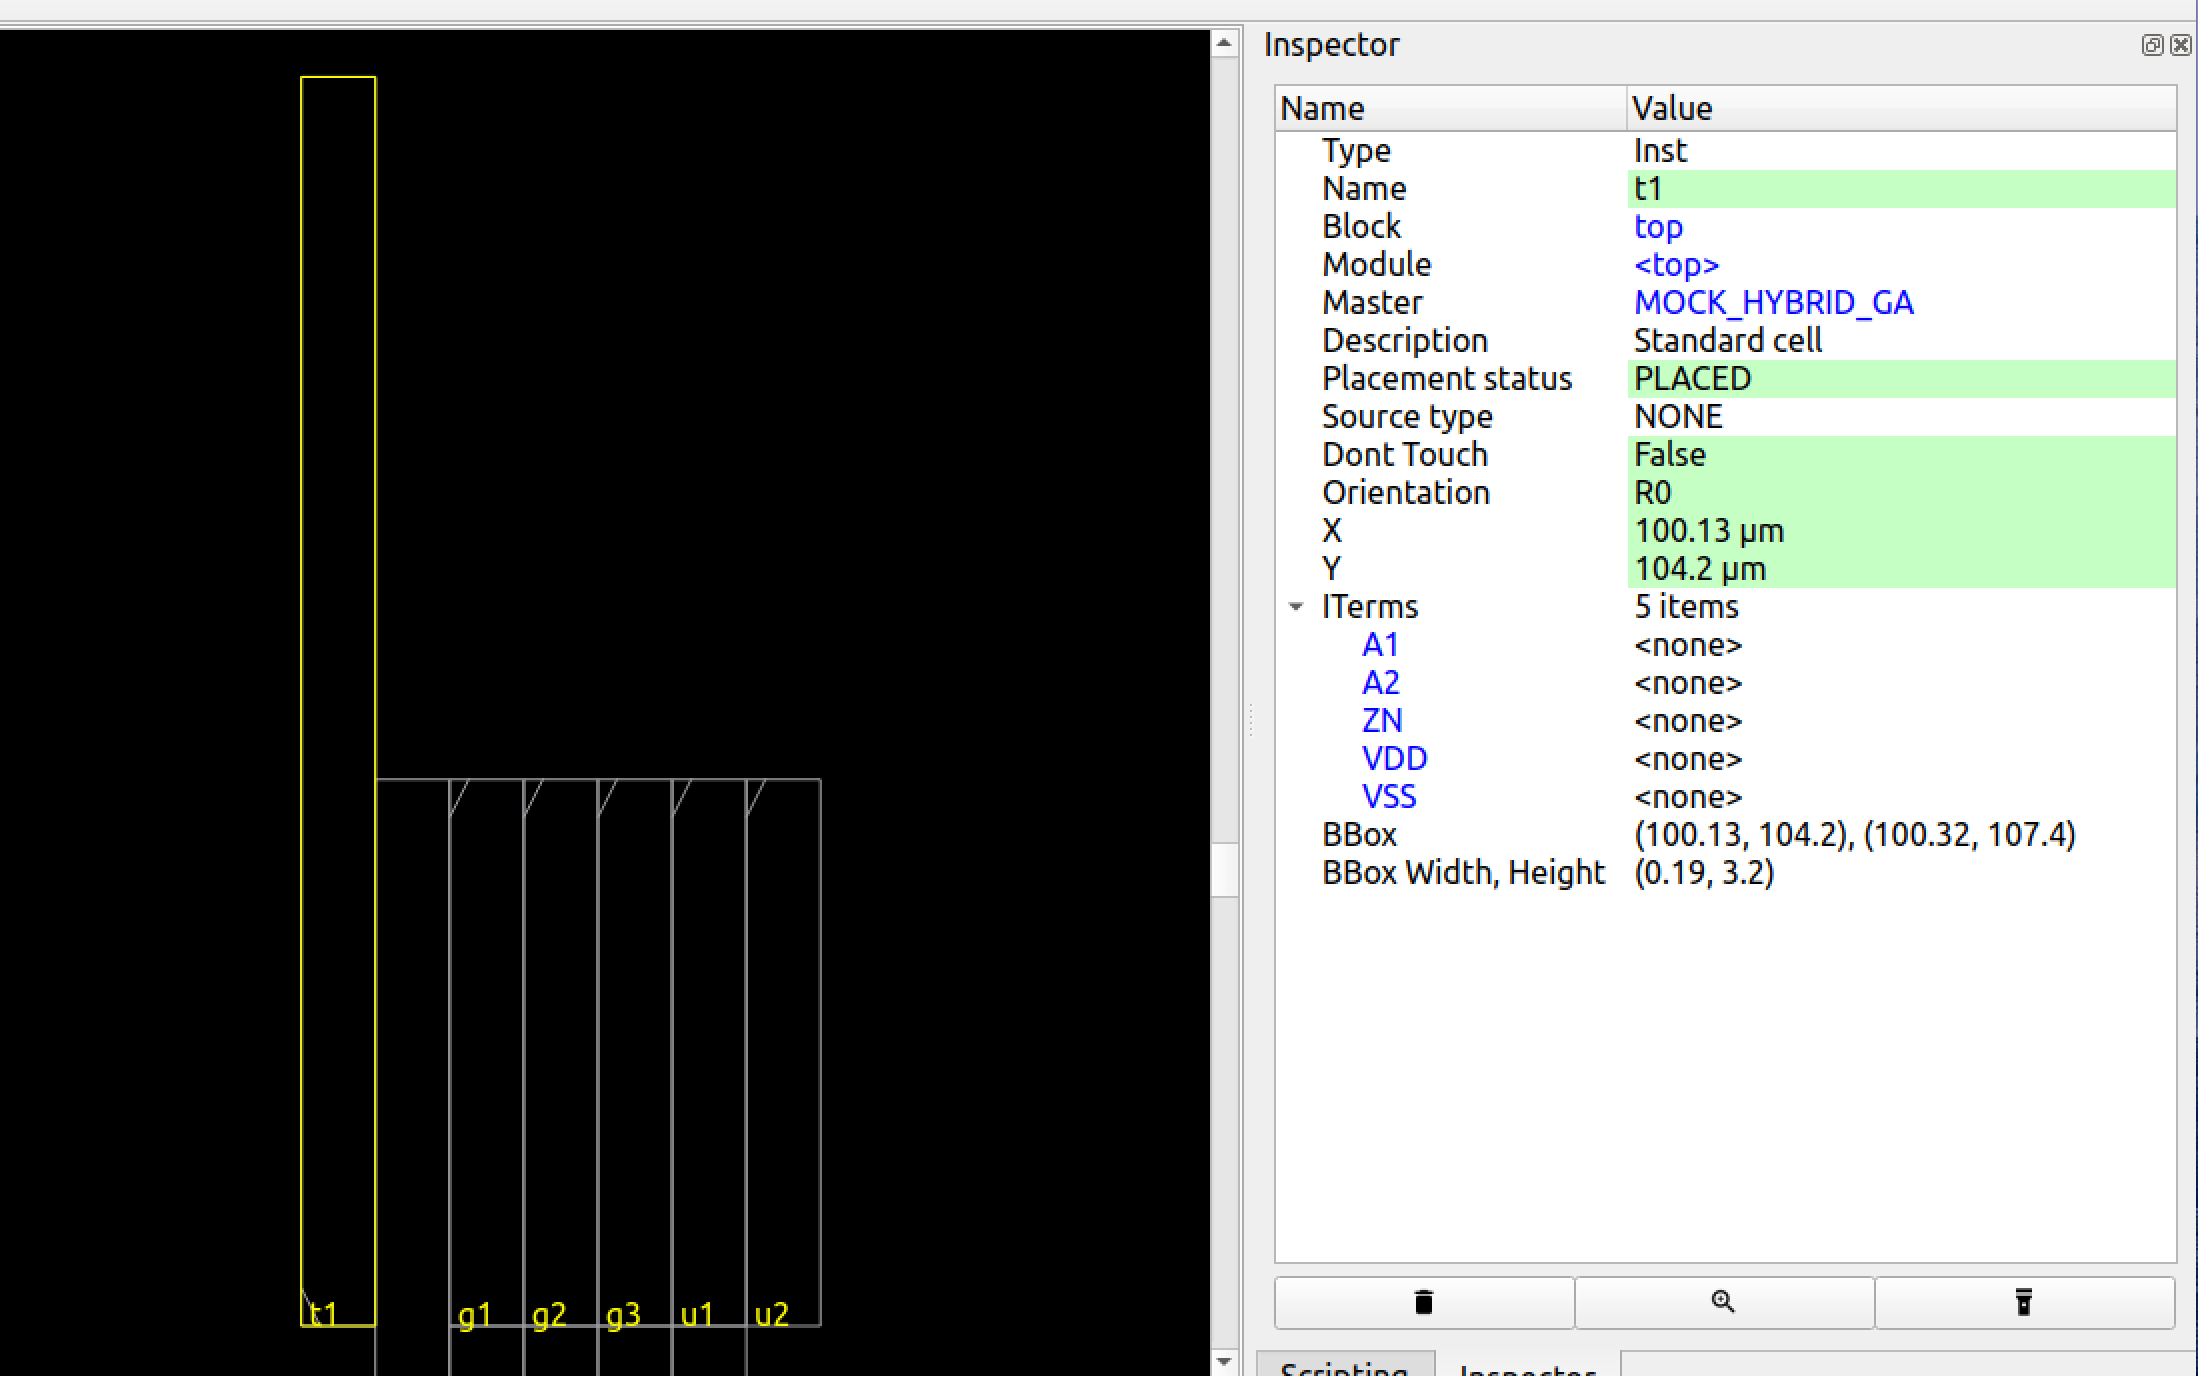 Inspector
Name Value
Type Inst
Name t1
Block top
Module <top>
Master MOCK_HYBRID_GA
Description Standard cell
Placement status PLACED
Source type NONE
Dont Touch False
Orientation R0
X 100.13 µm
Y 104.2 µm
ITerms 5 items
A1 <none>
A2 <none>
ZN <none>
VDD <none>
VSS <none>
BBox (100.13, 104.2), (100.32, 107.4)
BBox Width, Height (0.19, 3.2)
t1 g1 g2 g3 u1 u2
Scripting Inspector